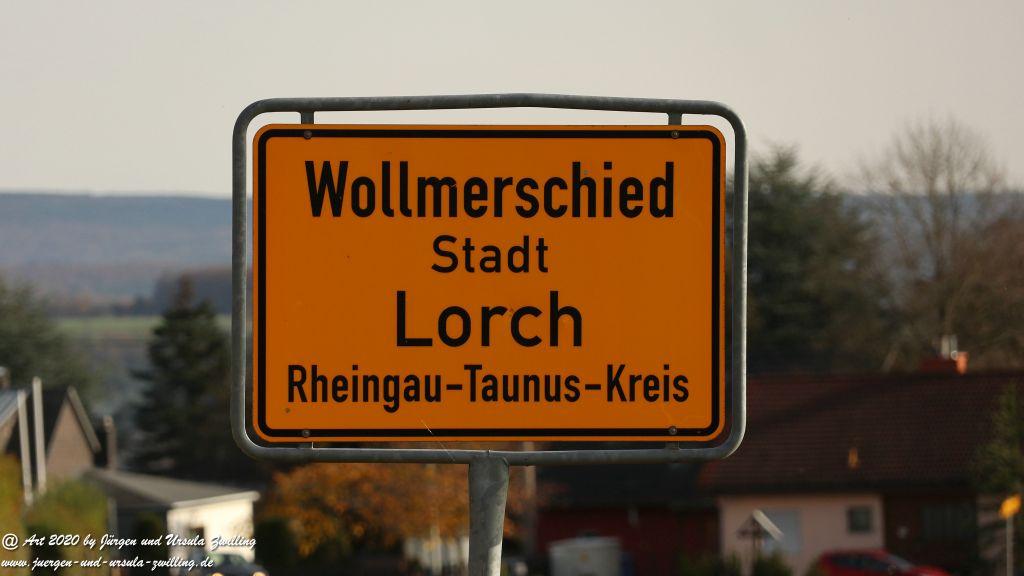 Wollmerschied
Stadt
Lorch
Rheingau-Taunus-Kreis
@ Art 2020 by Jürgen und Ursula Zwilling
www.juergen-und-ursula-zwilling.de